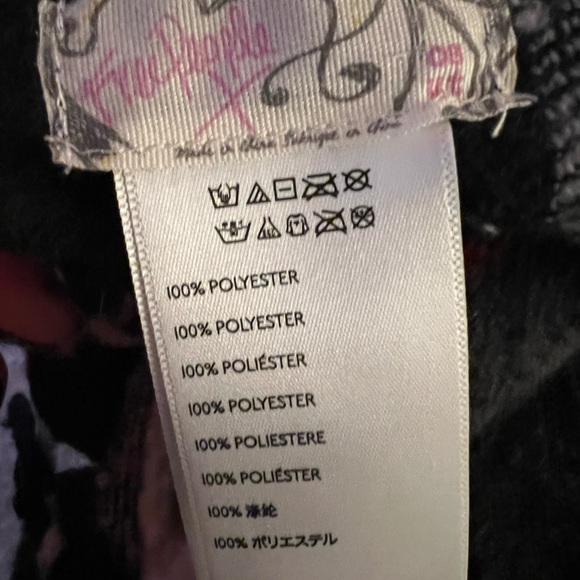 Free People
Made in China Fabriqué en Chine
100% POLYESTER
100% POLYESTER
100% POLIÉSTER
100% POLYESTER
100% POLIESTERE
100% POLIÉSTER
100% 涤纶
100% ポリエステル